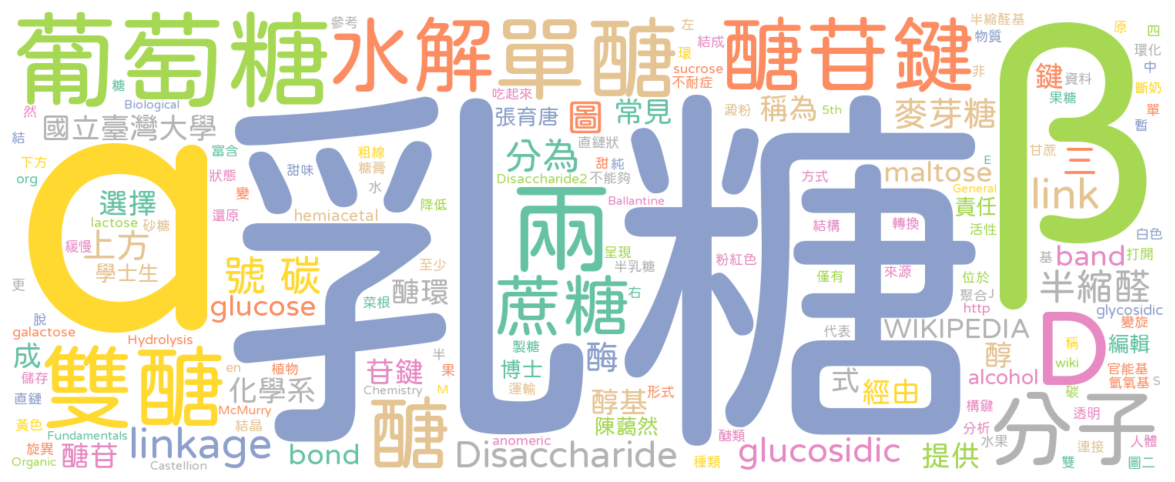 葡萄糖
水解
單醣
醣苷鍵
β
α
乳糖
參考
左
環
結成
sucrose
不耐症
半縮醛基
物質
非
原
四
環化
中
斷奶
單
暫
鍵
資料
果糖
糖
Biological
然
結
國立臺灣大學
吃起來
張育唐
圖
常見
直鏈狀
澱粉
稱為
5th
麥芽糖
甘蔗
三
下方
org
富含
狀態
甜味
粗線
糖膏
水
變
還原
hemiacetal
降低
分為
甜
純
Disaccharide2
不能夠
Ballantine
方式
maltose
E
General
責任
活性
link
選擇
lactose
砂糖
緩慢
上方
學士生
更
兩
呈現
半乳糖
粉紅色
結構
轉換
僅有
來源
位於
基
band
打開
白色
號
碳
glucose
至少
菜根
醣環
蔗糖
右
聚合
J
http
半縮醛
glycosidic
脫
galactose
Hydrolysis
代表
WIKIPEDIA
D
變旋
稱
wiki
編輯
成
儲存
雙醣
en
植物
苷鍵
半
果
製糖
酶
博士
運輸
醇
alcohol
式
經由
官能基
氫氧基
S
碳
直鏈
McMurry
化學系
Chemistry
M
醇基
形式
構鍵
透明
黃色
結晶
醣
陳藹然
分子
分析
旋異
Fundamentals
Organic
醣苷
linkage
Castellion
bond
anomeric
Disaccharide
醣類
種類
glucosidic
提供
水果
連接
人體
雙
圖二